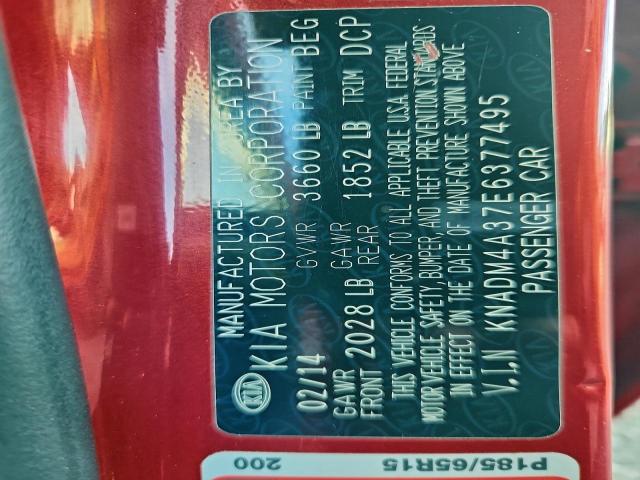 MANUFACTURED IN KOREA BY
KIA KIA MOTORS CORPORATION
02/14 GVWR 3660 LB PAINT BEG
GAWR FRONT 2028 LB GAWR REAR 1852 LB TRIM DCP
THIS VEHICLE CONFORMS TO ALL APPLICABLE U.S.A. FEDERAL
MOTOR VEHICLE SAFETY, BUMPER, AND THEFT PREVENTION STANDARDS
IN EFFECT ON THE DATE OF MANUFACTURE SHOWN ABOVE
V.I.N KNADM4A37E6377495
PASSENGER CAR
P185/65R15
200